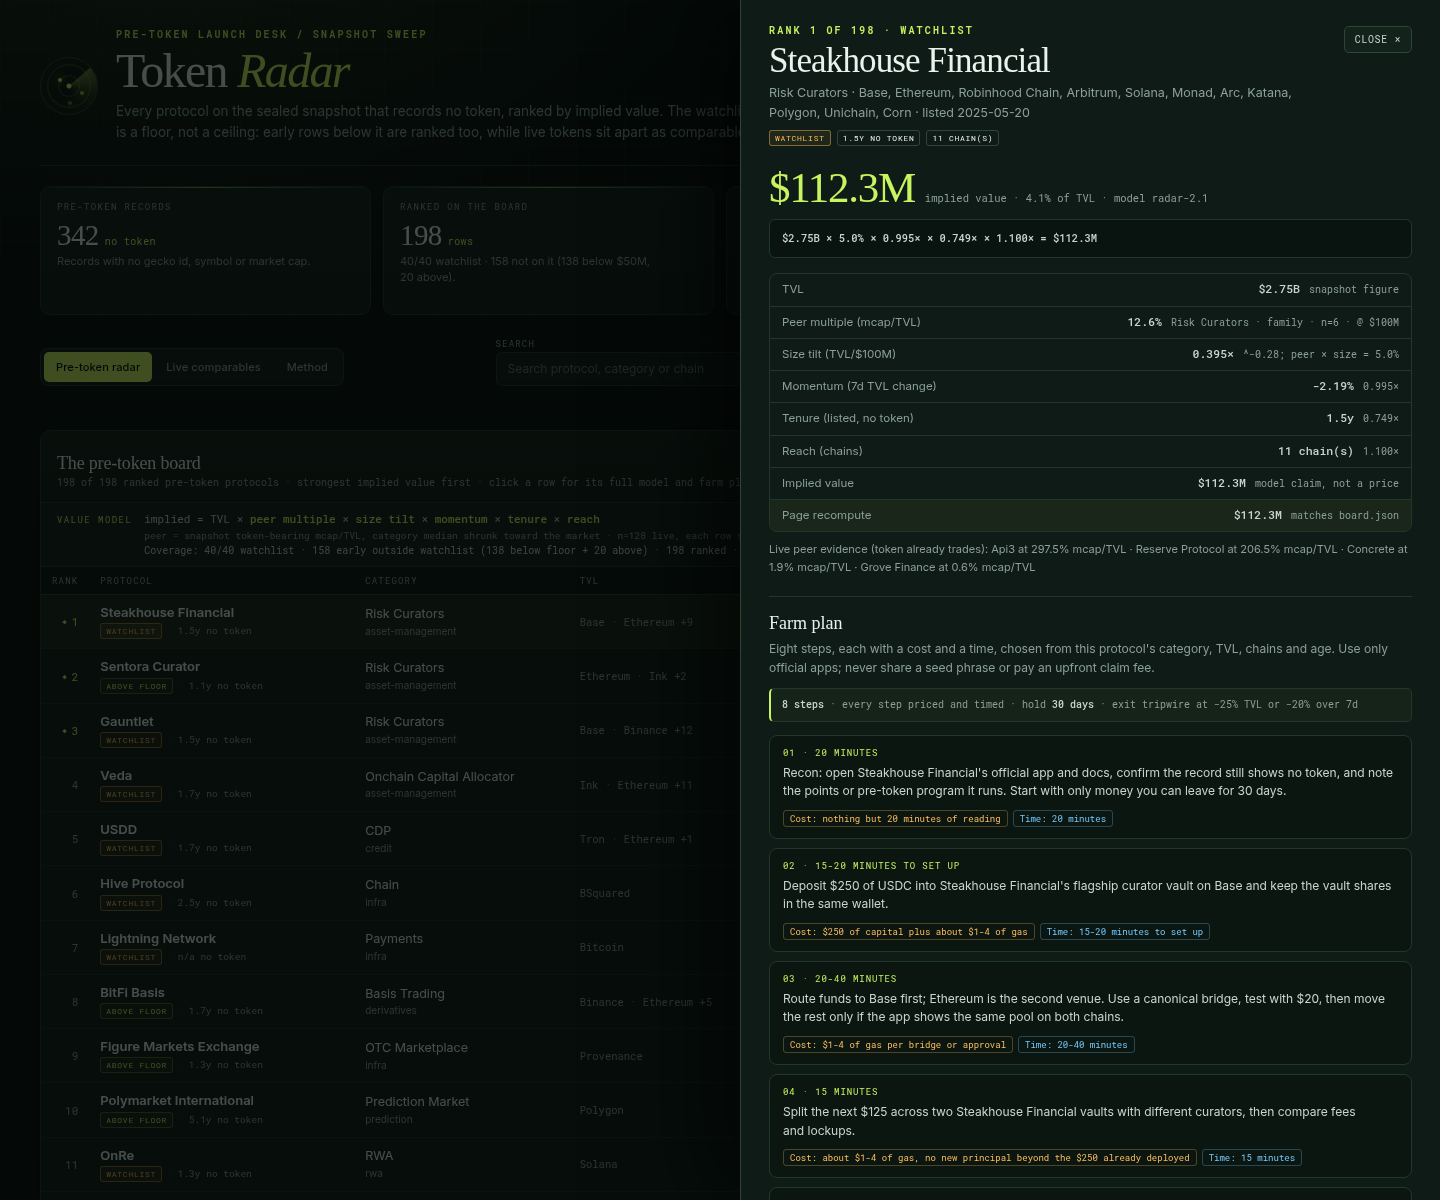 PRE-TOKEN LAUNCH DESK / SNAPSHOT SWEEP
Token Radar
Every protocol on the sealed snapshot that records no token, ranked by implied value. The watchli
is a floor, not a ceiling: early rows below it are ranked too, while live tokens sit apart as comparable
PRE-TOKEN RECORDS
342 no token
Records with no gecko id, symbol or market cap.
RANKED ON THE BOARD
198 rows
40/40 watchlist · 158 not on it (138 below $50M,
20 above).
Pre-token radar
Live comparables
Method
SEARCH
Search protocol, category or chain
The pre-token board
198 of 198 ranked pre-token protocols · strongest implied value first · click a row for its full model and farm pl
VALUE MODEL implied = TVL × peer multiple × size tilt × momentum × tenure × reach
peer = snapshot token-bearing mcap/TVL, category median shrunk toward the market · n=128 live, each row
Coverage: 40/40 watchlist · 158 early outside watchlist (138 below floor + 20 above) · 198 ranked ·
RANK PROTOCOL CATEGORY TVL
1 Steakhouse Financial Risk Curators Base · Ethereum +9
WATCHLIST 1.5y no token asset-management
2 Sentora Curator Risk Curators Ethereum · Ink +2
ABOVE FLOOR 1.1y no token asset-management
3 Gauntlet Risk Curators Base · Binance +12
WATCHLIST 1.5y no token asset-management
4 Veda Onchain Capital Allocator Ink · Ethereum +11
WATCHLIST 1.7y no token asset-management
5 USDD CDP Tron · Ethereum +1
WATCHLIST 1.7y no token credit
6 Hive Protocol Chain BSquared
WATCHLIST 2.5y no token infra
7 Lightning Network Payments Bitcoin
WATCHLIST n/a no token infra
8 BitFi Basis Basis Trading Binance · Ethereum +5
ABOVE FLOOR 1.7y no token derivatives
9 Figure Markets Exchange OTC Marketplace Provenance
ABOVE FLOOR 1.3y no token infra
10 Polymarket International Prediction Market Polygon
ABOVE FLOOR 5.1y no token prediction
11 OnRe RWA Solana
WATCHLIST 1.3y no token rwa
RANK 1 OF 198 · WATCHLIST
CLOSE ×
Steakhouse Financial
Risk Curators · Base, Ethereum, Robinhood Chain, Arbitrum, Solana, Monad, Arc, Katana,
Polygon, Unichain, Corn · listed 2025-05-20
WATCHLIST 1.5Y NO TOKEN 11 CHAIN(S)
$112.3M implied value · 4.1% of TVL · model radar-2.1
$2.75B × 5.0% × 0.995× × 0.749× × 1.100× = $112.3M
TVL $2.75B snapshot figure
Peer multiple (mcap/TVL) 12.6% Risk Curators · family · n=6 · @ $100M
Size tilt (TVL/$100M) 0.395× ^-0.28; peer × size = 5.0%
Momentum (7d TVL change) -2.19% 0.995×
Tenure (listed, no token) 1.5y 0.749×
Reach (chains) 11 chain(s) 1.100×
Implied value $112.3M model claim, not a price
Page recompute $112.3M matches board.json
Live peer evidence (token already trades): Api3 at 297.5% mcap/TVL · Reserve Protocol at 206.5% mcap/TVL · Concrete at
1.9% mcap/TVL · Grove Finance at 0.6% mcap/TVL
Farm plan
Eight steps, each with a cost and a time, chosen from this protocol's category, TVL, chains and age. Use only
official apps; never share a seed phrase or pay an upfront claim fee.
8 steps · every step priced and timed · hold 30 days · exit tripwire at -25% TVL or -20% over 7d
01 · 20 MINUTES
Recon: open Steakhouse Financial's official app and docs, confirm the record still shows no token, and note
the points or pre-token program it runs. Start with only money you can leave for 30 days.
Cost: nothing but 20 minutes of reading Time: 20 minutes
02 · 15-20 MINUTES TO SET UP
Deposit $250 of USDC into Steakhouse Financial's flagship curator vault on Base and keep the vault shares
in the same wallet.
Cost: $250 of capital plus about $1-4 of gas Time: 15-20 minutes to set up
03 · 20-40 MINUTES
Route funds to Base first; Ethereum is the second venue. Use a canonical bridge, test with $20, then move
the rest only if the app shows the same pool on both chains.
Cost: $1-4 of gas per bridge or approval Time: 20-40 minutes
04 · 15 MINUTES
Split the next $125 across two Steakhouse Financial vaults with different curators, then compare fees
and lockups.
Cost: about $1-4 of gas, no new principal beyond the $250 already deployed Time: 15 minutes